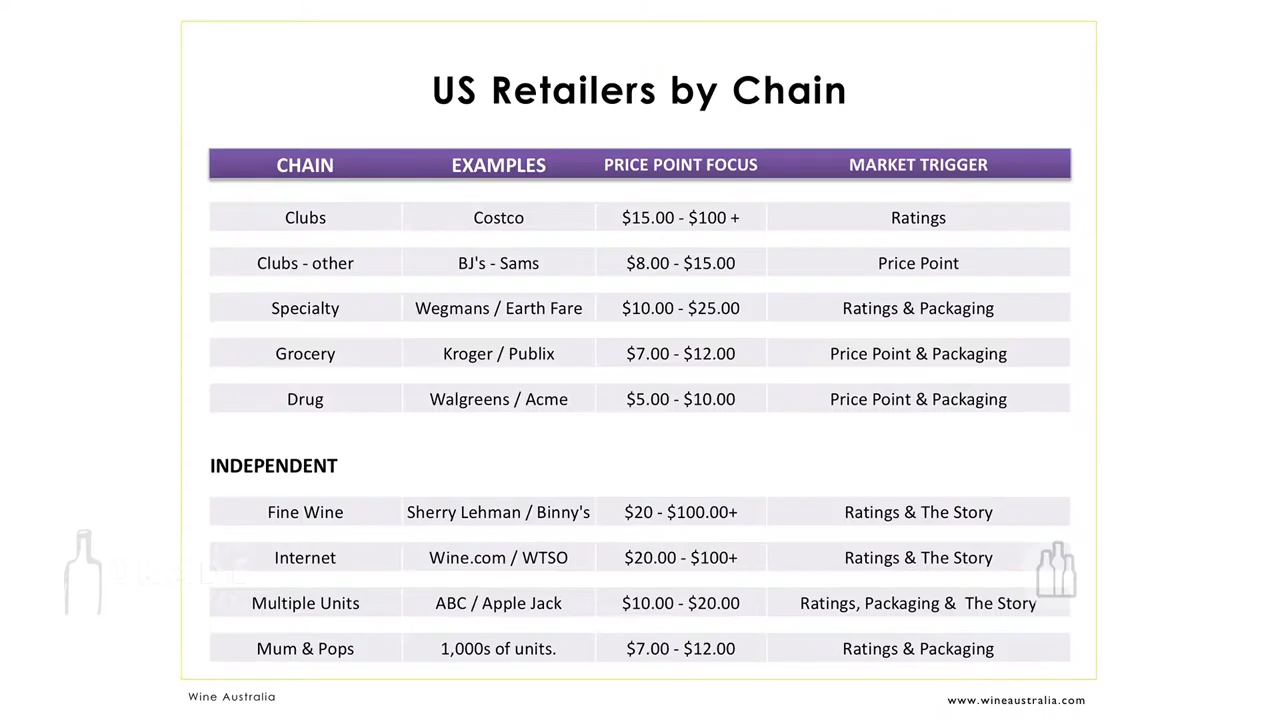 US Retailers by Chain
CHAIN EXAMPLES PRICE POINT FOCUS MARKET TRIGGER
Clubs Costco $15.00 - $100 + Ratings
Clubs - other BJ's - Sams $8.00 - $15.00 Price Point
Specialty Wegmans / Earth Fare $10.00 - $25.00 Ratings & Packaging
Grocery Kroger / Publix $7.00 - $12.00 Price Point & Packaging
Drug Walgreens / Acme $5.00 - $10.00 Price Point & Packaging
INDEPENDENT
Fine Wine Sherry Lehman / Binny's $20 - $100.00+ Ratings & The Story
Internet Wine.com / WTSO $20.00 - $100+ Ratings & The Story
Multiple Units ABC / Apple Jack $10.00 - $20.00 Ratings, Packaging & The Story
Mum & Pops 1,000s of units. $7.00 - $12.00 Ratings & Packaging
Wine Australia www.wineaustralia.com